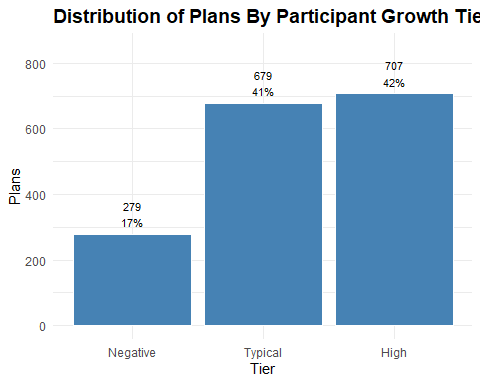 Distribution of Plans By Participant Growth Tie
Plans
800
600
400
200
0
279
17%
679
41%
707
42%
Negative
Typical
High
Tier